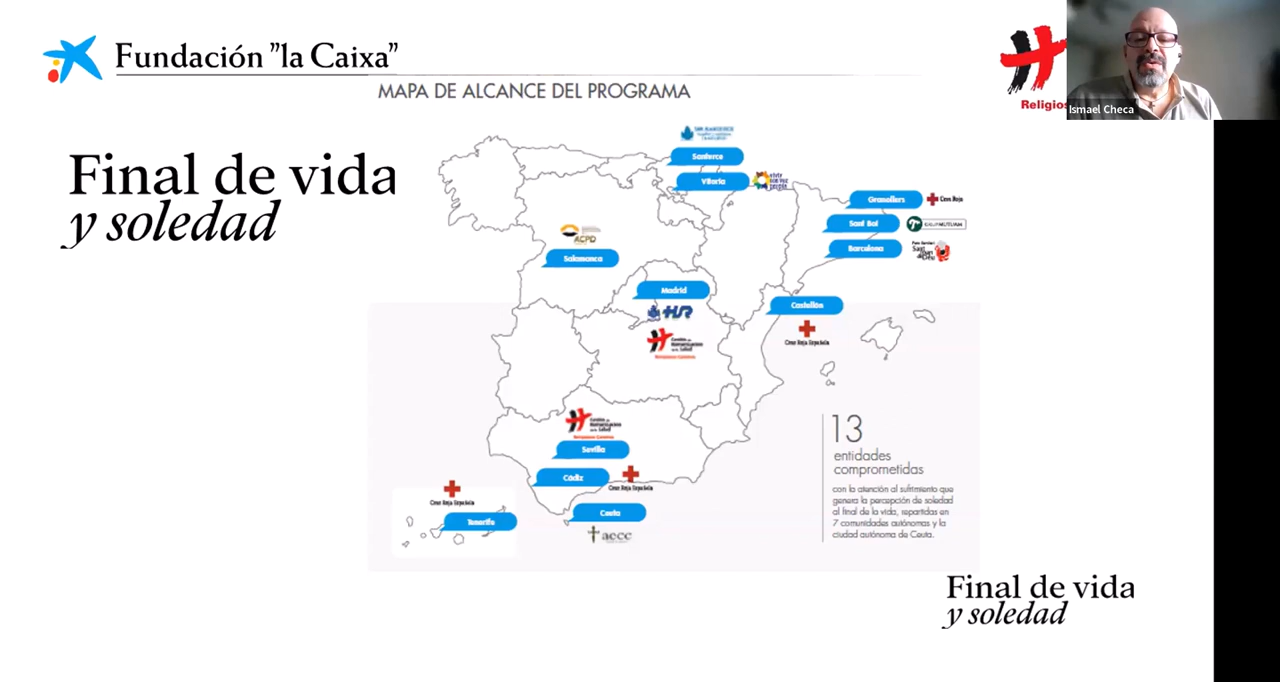 Fundación "la Caixa"
MAPA DE ALCANCE DEL PROGRAMA
Final de vida
y soledad
Religios
Ismael Checa
Vitoria
Granollers
Cruz Roja
Sant Boi
Barcelona
ACPD
Salamanca
Madrid
HSR
Castellón
Cruz Roja Española
Sevilla
Cádiz
Cruz Roja Española
Cruz Roja Española
Tenerife
Ceuta
aecc
13
entidades
comprometidas
con la atención al sufrimiento que
genera la percepción de soledad
al final de la vida, repartidas en
7 comunidades autónomas y la
ciudad autónoma de Ceuta.
Final de vida
y soledad